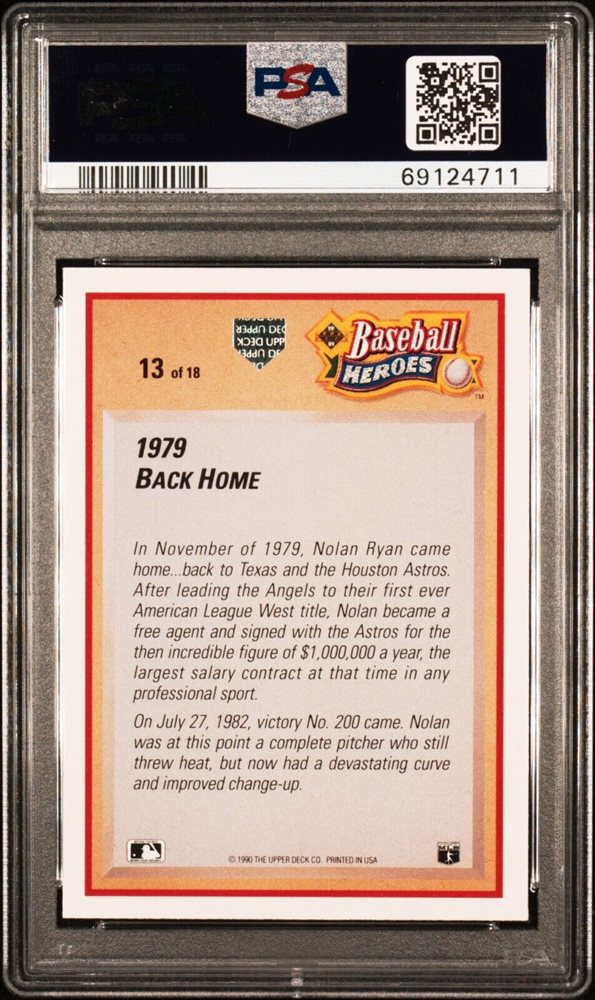 PSA
69124711
13 of 18
Baseball
HEROES
TM
1979
BACK HOME
In November of 1979, Nolan Ryan came
home...back to Texas and the Houston Astros.
After leading the Angels to their first ever
American League West title, Nolan became a
free agent and signed with the Astros for the
then incredible figure of $1,000,000 a year, the
largest salary contract at that time in any
professional sport.
On July 27, 1982, victory No. 200 came. Nolan
was at this point a complete pitcher who still
threw heat, but now had a devastating curve
and improved change-up.
© 1990 THE UPPER DECK CO. PRINTED IN USA